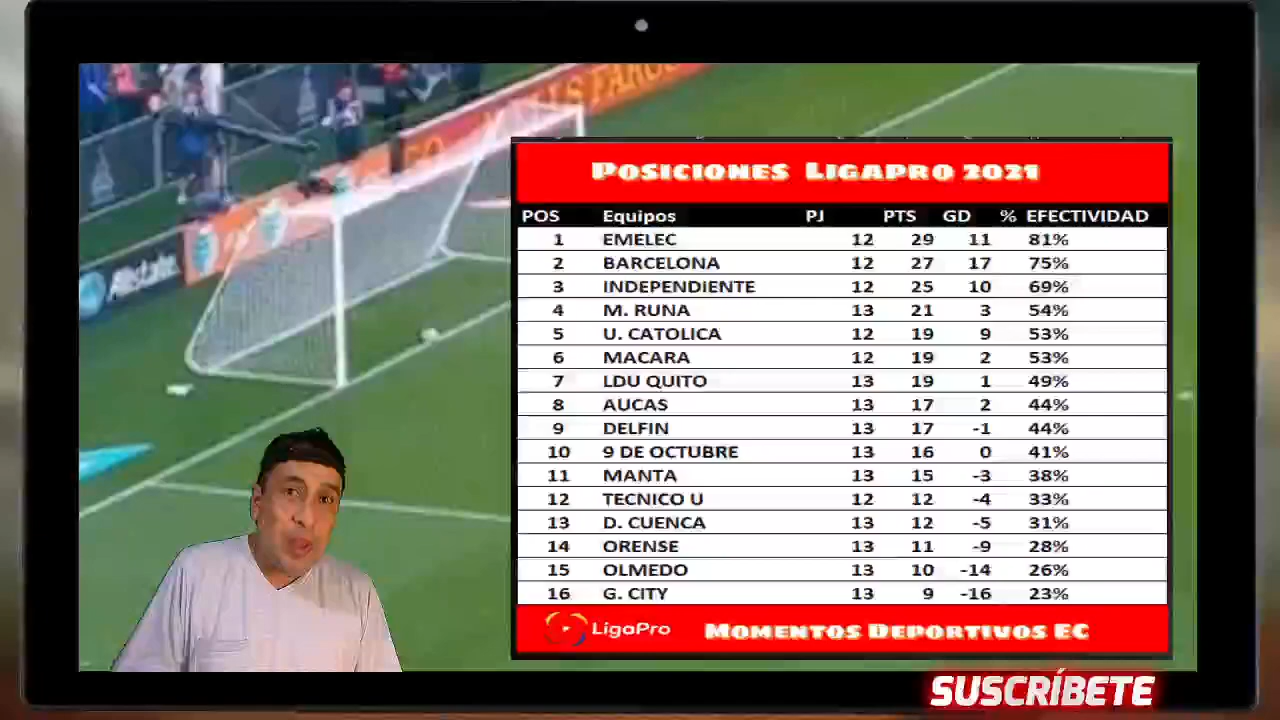 WELLS FARGO
Allstate
POSICIONES LIGAPRO 2021
POS Equipos PJ PTS GD % EFECTIVIDAD
1 EMELEC 12 29 11 81%
2 BARCELONA 12 27 17 75%
3 INDEPENDIENTE 12 25 10 69%
4 M. RUNA 13 21 3 54%
5 U. CATOLICA 12 19 9 53%
6 MACARA 12 19 2 53%
7 LDU QUITO 13 19 1 49%
8 AUCAS 13 17 2 44%
9 DELFIN 13 17 -1 44%
10 9 DE OCTUBRE 13 16 0 41%
11 MANTA 13 15 -3 38%
12 TECNICO U 12 12 -4 33%
13 D. CUENCA 13 12 -5 31%
14 ORENSE 13 11 -9 28%
15 OLMEDO 13 10 -14 26%
16 G. CITY 13 9 -16 23%
LigaPro MOMENTOS DEPORTIVOS EC
SUSCRÍBETE